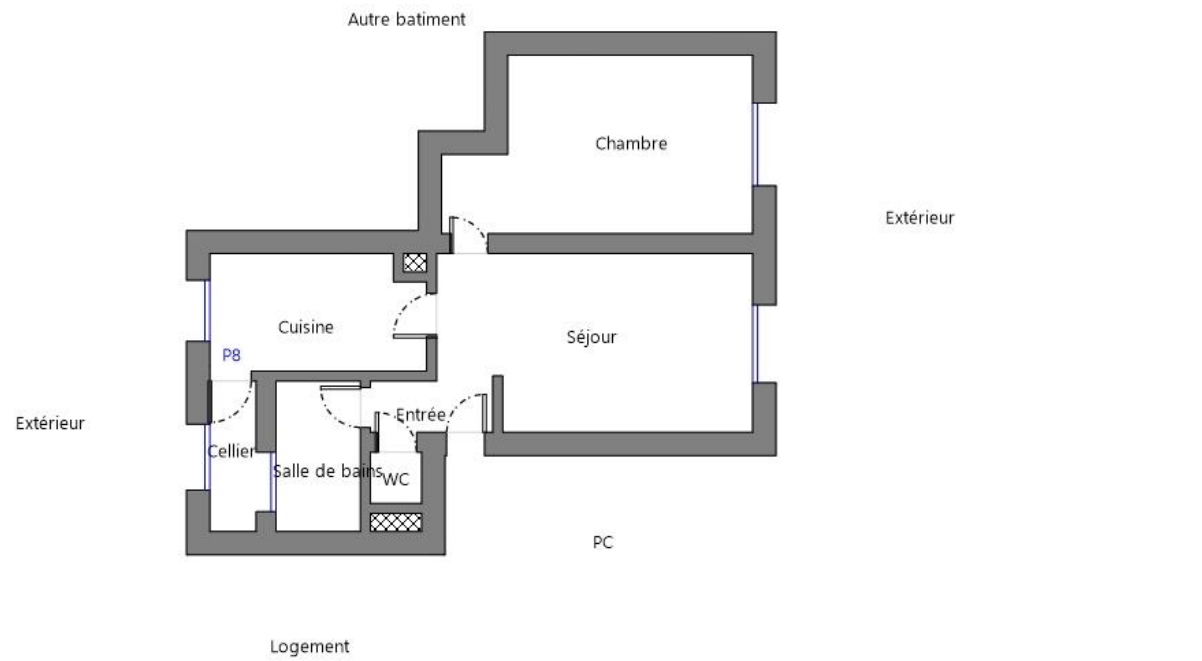 Autre batiment
Chambre
Extérieur
Cuisine
Séjour
P8
Entrée
Extérieur
Cellier
Salle de bains
WC
PC
Logement